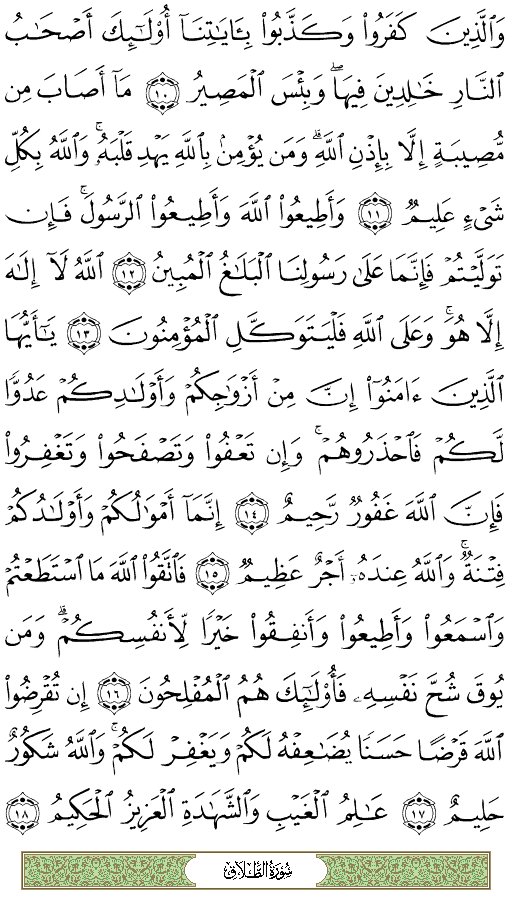 وَٱلَّذِينَ كَفَرُوا۟ وَكَذَّبُوا۟ بِـَٔايَـٰتِنَآ أُو۟لَـٰٓئِكَ أَصْحَـٰبُ
ٱلنَّارِ خَـٰلِدِينَ فِيهَا ۖ وَبِئْسَ ٱلْمَصِيرُ ١٠ مَآ أَصَابَ مِن
مُّصِيبَةٍ إِلَّا بِإِذْنِ ٱللَّهِ ۗ وَمَن يُؤْمِنۢ بِٱللَّهِ يَهْدِ قَلْبَهُۥ ۚ وَٱللَّهُ بِكُلِّ
شَىْءٍ عَلِيمٌ ١١ وَأَطِيعُوا۟ ٱللَّهَ وَأَطِيعُوا۟ ٱلرَّسُولَ ۚ فَإِن
تَوَلَّيْتُمْ فَإِنَّمَا عَلَىٰ رَسُولِنَا ٱلْبَلَـٰغُ ٱلْمُبِينُ ١٢ ٱللَّهُ لَآ إِلَـٰهَ
إِلَّا هُوَ ۚ وَعَلَى ٱللَّهِ فَلْيَتَوَكَّلِ ٱلْمُؤْمِنُونَ ١٣ يَـٰٓأَيُّهَا
ٱلَّذِينَ ءَامَنُوٓا۟ إِنَّ مِنْ أَزْوَٰجِكُمْ وَأَوْلَـٰدِكُمْ عَدُوًّا
لَّكُمْ فَٱحْذَرُوهُمْ ۚ وَإِن تَعْفُوا۟ وَتَصْفَحُوا۟ وَتَغْفِرُوا۟
فَإِنَّ ٱللَّهَ غَفُورٌ رَّحِيمٌ ١٤ إِنَّمَآ أَمْوَٰلُكُمْ وَأَوْلَـٰدُكُمْ
فِتْنَةٌ ۚ وَٱللَّهُ عِندَهُۥٓ أَجْرٌ عَظِيمٌ ١٥ فَٱتَّقُوا۟ ٱللَّهَ مَا ٱسْتَطَعْتُمْ
وَٱسْمَعُوا۟ وَأَطِيعُوا۟ وَأَنفِقُوا۟ خَيْرًا لِّأَنفُسِكُمْ ۗ وَمَن
يُوقَ شُحَّ نَفْسِهِۦ فَأُو۟لَـٰٓئِكَ هُمُ ٱلْمُفْلِحُونَ ١٦ إِن تُقْرِضُوا۟
ٱللَّهَ قَرْضًا حَسَنًا يُضَـٰعِفْهُ لَكُمْ وَيَغْفِرْ لَكُمْ ۚ وَٱللَّهُ شَكُورٌ
حَلِيمٌ ١٧ عَـٰلِمُ ٱلْغَيْبِ وَٱلشَّهَـٰدَةِ ٱلْعَزِيزُ ٱلْحَكِيمُ ١٨
سُورَةُ الطَّلَاقِ